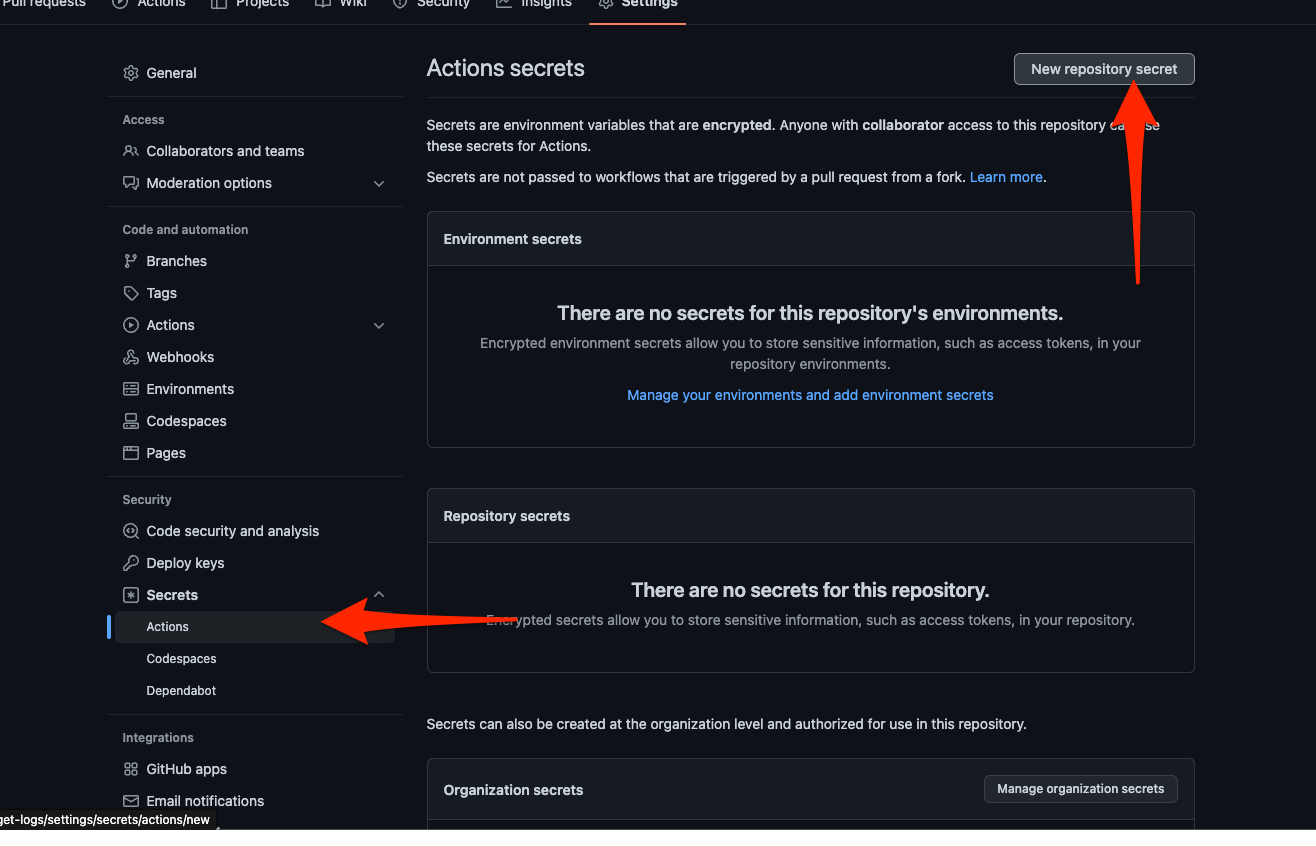 Pull requests
Actions
Projects
Wiki
Security
Insights
Settings
General
Access
Collaborators and teams
Moderation options
Code and automation
Branches
Tags
Actions
Webhooks
Environments
Codespaces
Pages
Security
Code security and analysis
Deploy keys
Secrets
Actions
Codespaces
Dependabot
Integrations
GitHub apps
Email notifications
get-logs/settings/secrets/actions/new
Actions secrets
New repository secret
Secrets are environment variables that are encrypted. Anyone with collaborator access to this repository
these secrets for Actions.
Secrets are not passed to workflows that are triggered by a pull request from a fork. Learn more.
Environment secrets
There are no secrets for this repository's environments.
Encrypted environment secrets allow you to store sensitive information, such as access tokens, in your
repository environments.
Manage your environments and add environment secrets
Repository secrets
There are no secrets for this repository.
Encrypted secrets allow you to store sensitive information, such as access tokens, in your repository.
Secrets can also be created at the organization level and authorized for use in this repository.
Organization secrets
Manage organization secrets